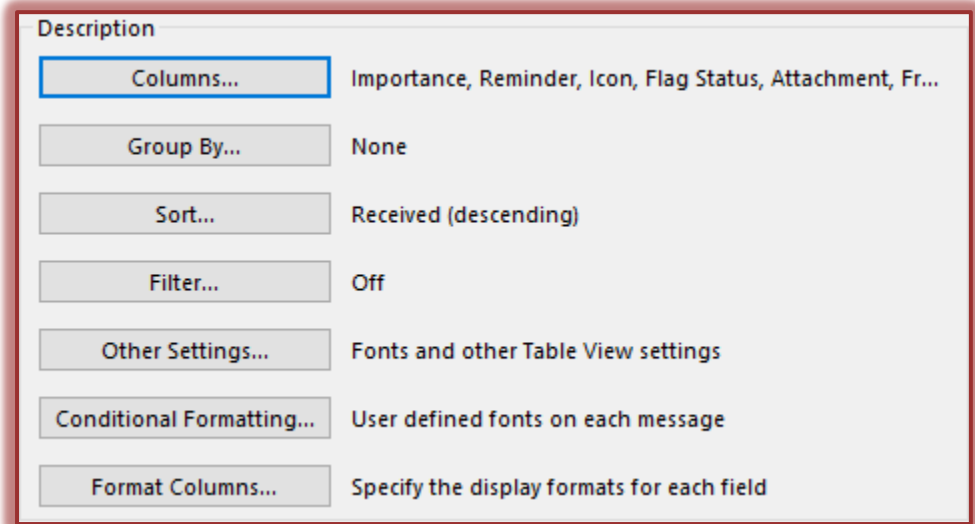 Description
Columns... Importance, Reminder, Icon, Flag Status, Attachment, Fr...
Group By... None
Sort... Received (descending)
Filter... Off
Other Settings... Fonts and other Table View settings
Conditional Formatting... User defined fonts on each message
Format Columns... Specify the display formats for each field